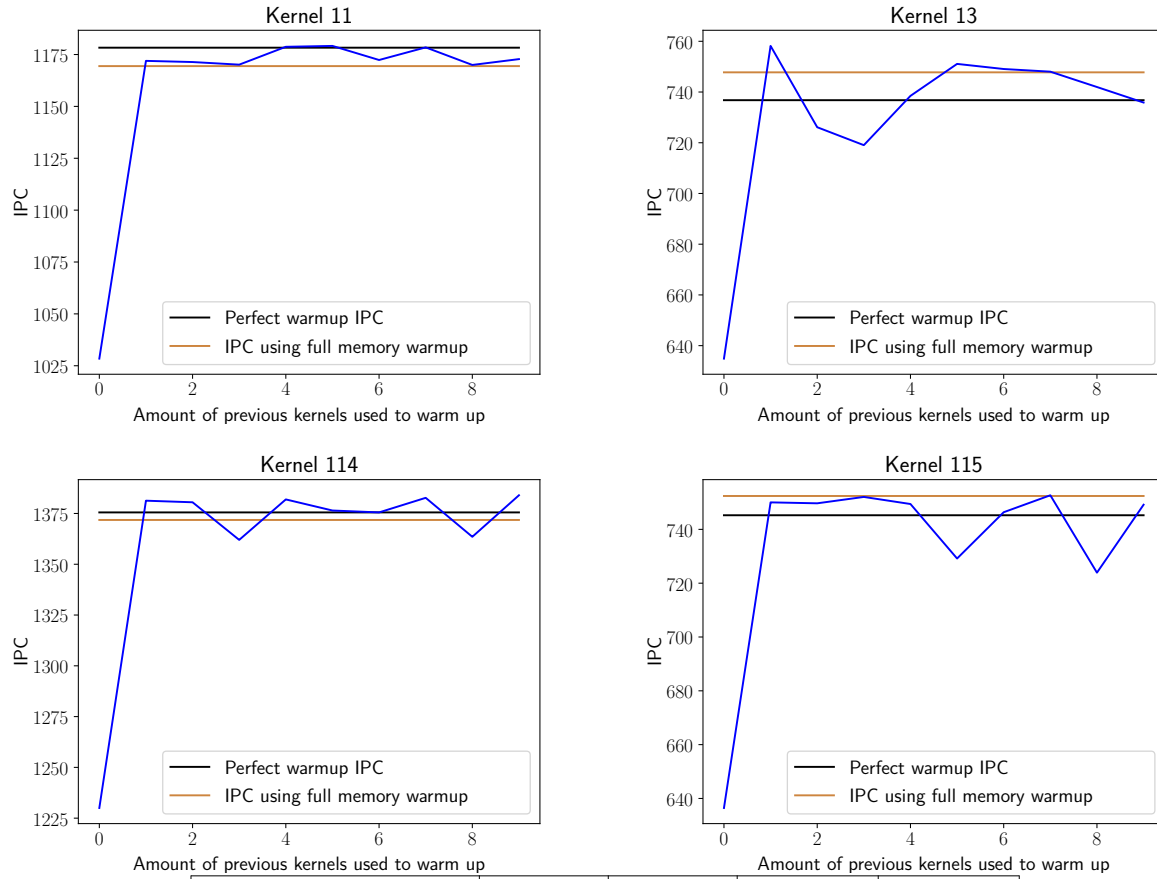 Kernel 11
1175
1150
1125
1100
1075
1050
1025
IPC
0 2 4 6 8
Amount of previous kernels used to warm up
Perfect warmup IPC
IPC using full memory warmup
Kernel 13
760
740
720
700
680
660
640
IPC
0 2 4 6 8
Amount of previous kernels used to warm up
Perfect warmup IPC
IPC using full memory warmup
Kernel 114
1375
1350
1325
1300
1275
1250
1225
IPC
0 2 4 6 8
Amount of previous kernels used to warm up
Perfect warmup IPC
IPC using full memory warmup
Kernel 115
740
720
700
680
660
640
IPC
0 2 4 6 8
Amount of previous kernels used to warm up
Perfect warmup IPC
IPC using full memory warmup